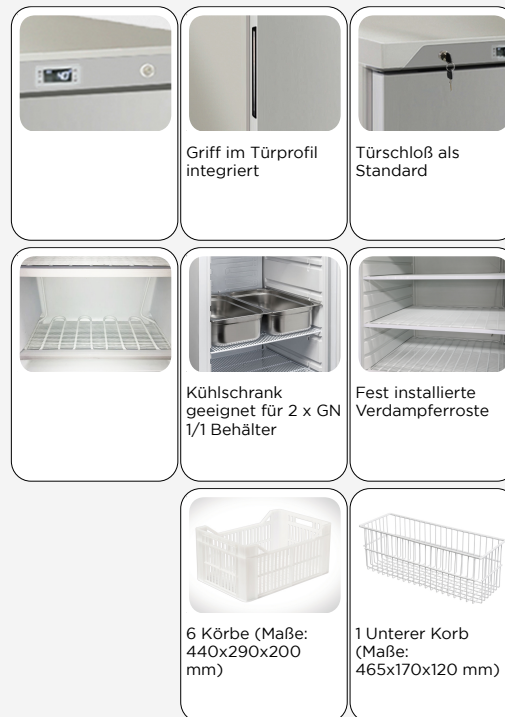 Griff im Türprofil
integriert
Türschloß als
Standard
Kühlschrank
geeignet für 2 x GN
1/1 Behälter
Fest installierte
Verdampferroste
6 Körbe (Maße:
440x290x200
mm)
1 Unterer Korb
(Maße:
465x170x120 mm)